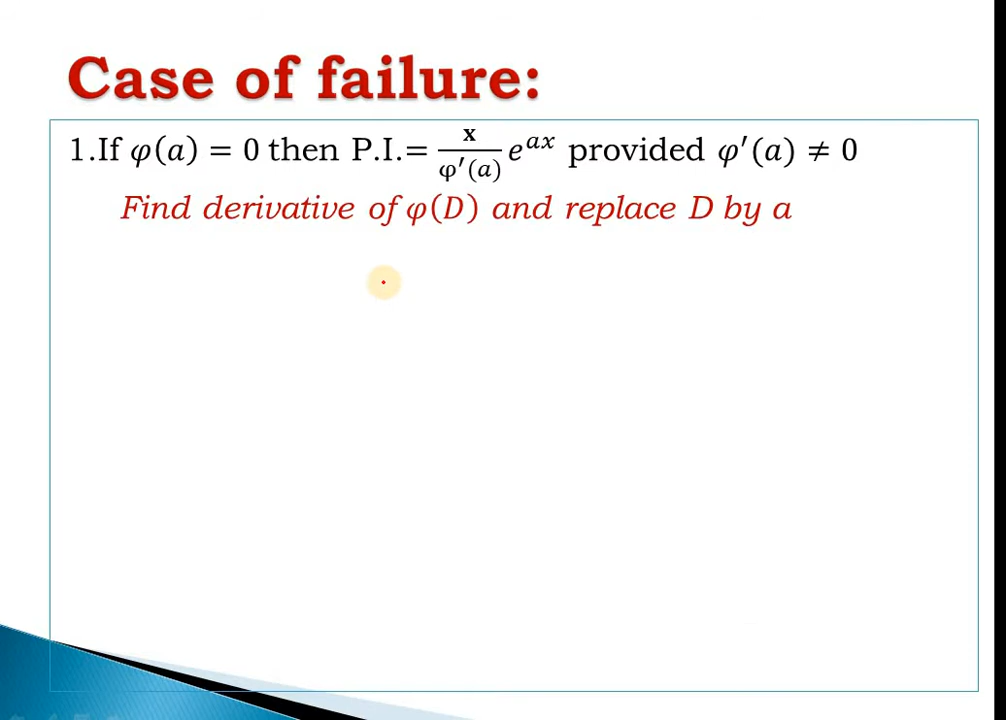 Case of failure:
1.If φ(a) = 0 then P.I.= x/φ′(a) e^{ax} provided φ′(a) ≠ 0
Find derivative of φ(D) and replace D by a